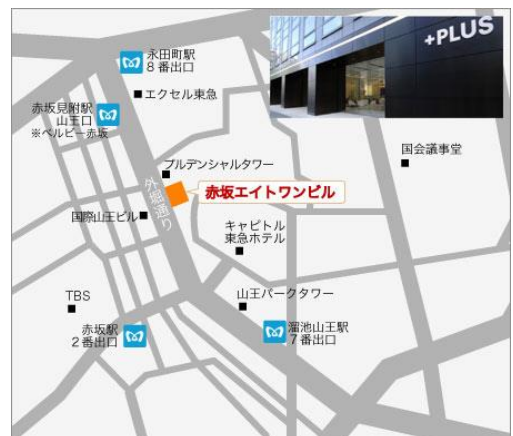 +PLUS
永田町駅
8番出口
エクセル東急
赤坂見附駅
山王口
※ベルビー赤坂
国会議事堂
プルデンシャルタワー
外堀通り
赤坂エイトワンビル
国際山王ビル
キャピトル
東急ホテル
TBS
山王パークタワー
赤坂駅
2番出口
溜池山王駅
7番出口